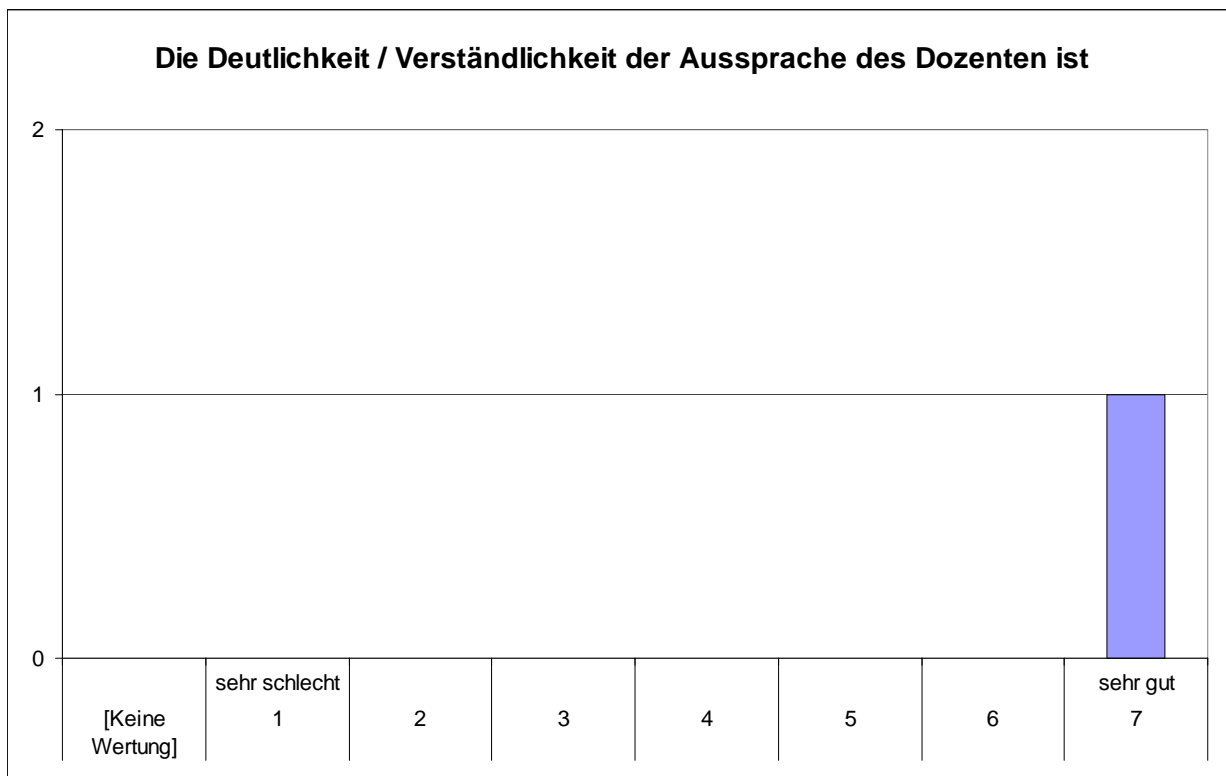 Die Deutlichkeit / Verständlichkeit der Aussprache des Dozenten ist
2
1
0
sehr schlecht
sehr gut
[Keine
Wertung]
1
2
3
4
5
6
7